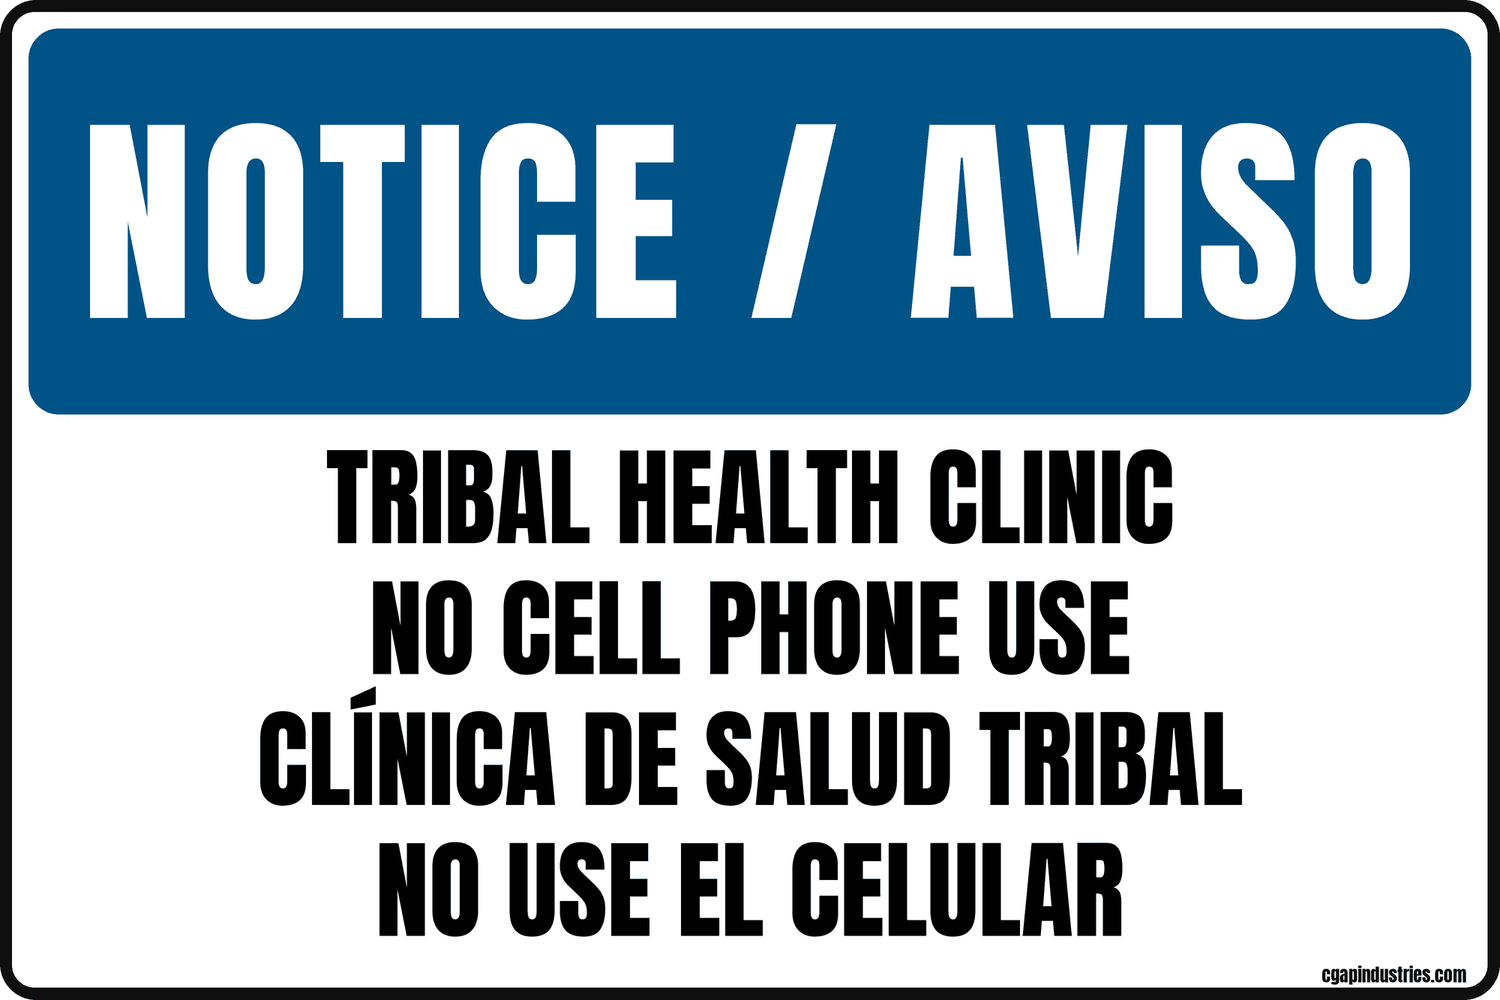 NOTICE / AVISO
TRIBAL HEALTH CLINIC
NO CELL PHONE USE
CLÍNICA DE SALUD TRIBAL
NO USE EL CELULAR
cgapindustries.com